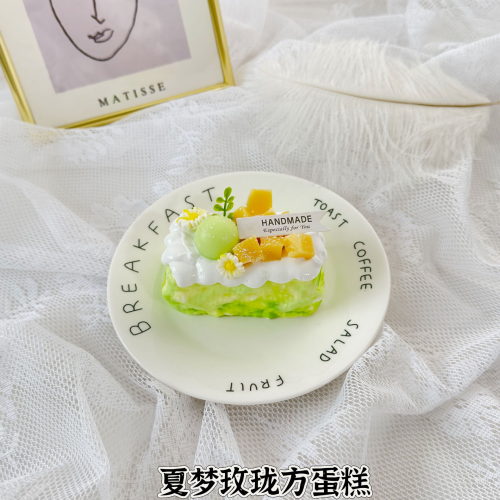 MATISSE
BREAKFAST
TOAST
COFFEE
SALAD
FRUIT
HANDMADE
Especially for You
夏梦玫珑方蛋糕